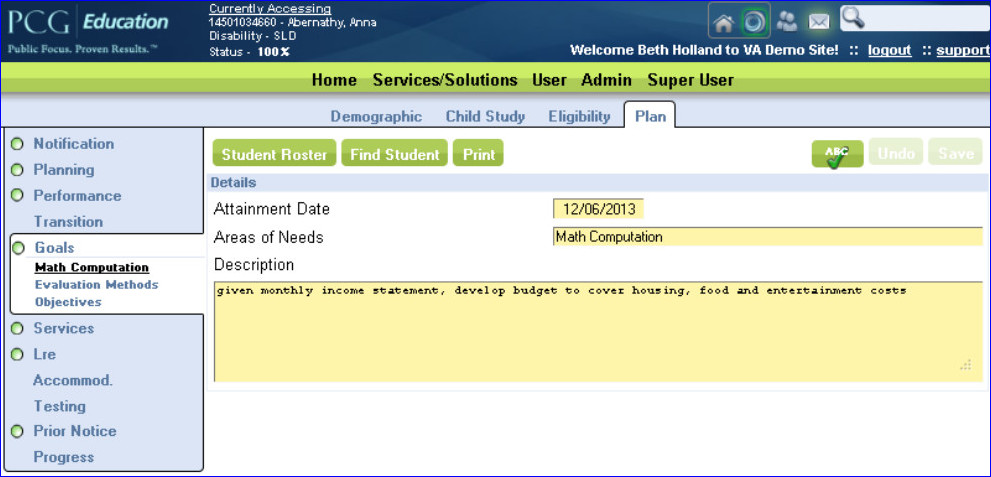 PCG Education
Public Focus. Proven Results.™
Currently Accessing
14501034660 - Abernathy, Anna
Disability - SLD
Status - 100%
Welcome Beth Holland to VA Demo Site! :: logout :: support
Home Services/Solutions User Admin Super User
Demographic Child Study Eligibility Plan
Notification
Planning
Performance
Transition
Goals
Math Computation
Evaluation Methods
Objectives
Services
Lre
Accommod.
Testing
Prior Notice
Progress
Student Roster Find Student Print ABC Undo Save
Details
Attainment Date 12/06/2013
Areas of Needs Math Computation
Description
given monthly income statement, develop budget to cover housing, food and entertainment costs